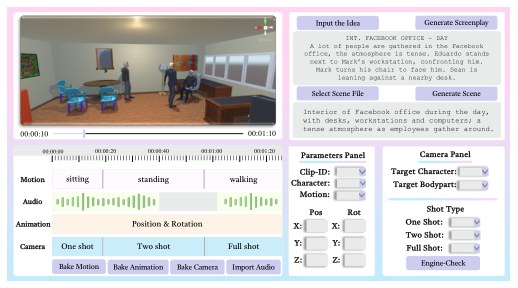 00:00:10
00:01:10
Input the Idea
Generate Screenplay
INT. FACEBOOK OFFICE - DAY
A lot of people are gathered in the Facebook
office, the atmosphere is tense. Eduardo stands
next to Mark's workstation, confronting him.
Mark turns his chair to face him. Sean is
leaning against a nearby desk.
Select Scene File
Generate Scene
Interior of Facebook office during the day,
with desks, workstations and computers; a
tense atmosphere as employees gather around.
00:00:00
00:00:20
00:00:40
00:01:00
00:01:20
Motion
sitting
standing
walking
Audio
Animation
Position & Rotation
Camera
One shot
Two shot
Full shot
Bake Motion
Bake Animation
Bake Camera
Import Audio
Parameters Panel
Clip-ID:
Character:
Motion:
Pos
Rot
X:
X:
Y:
Y:
Z:
Z:
Camera Panel
Target Character:
Target Bodypart:
Shot Type
One Shot:
Two Shot:
Full Shot:
Engine-Check